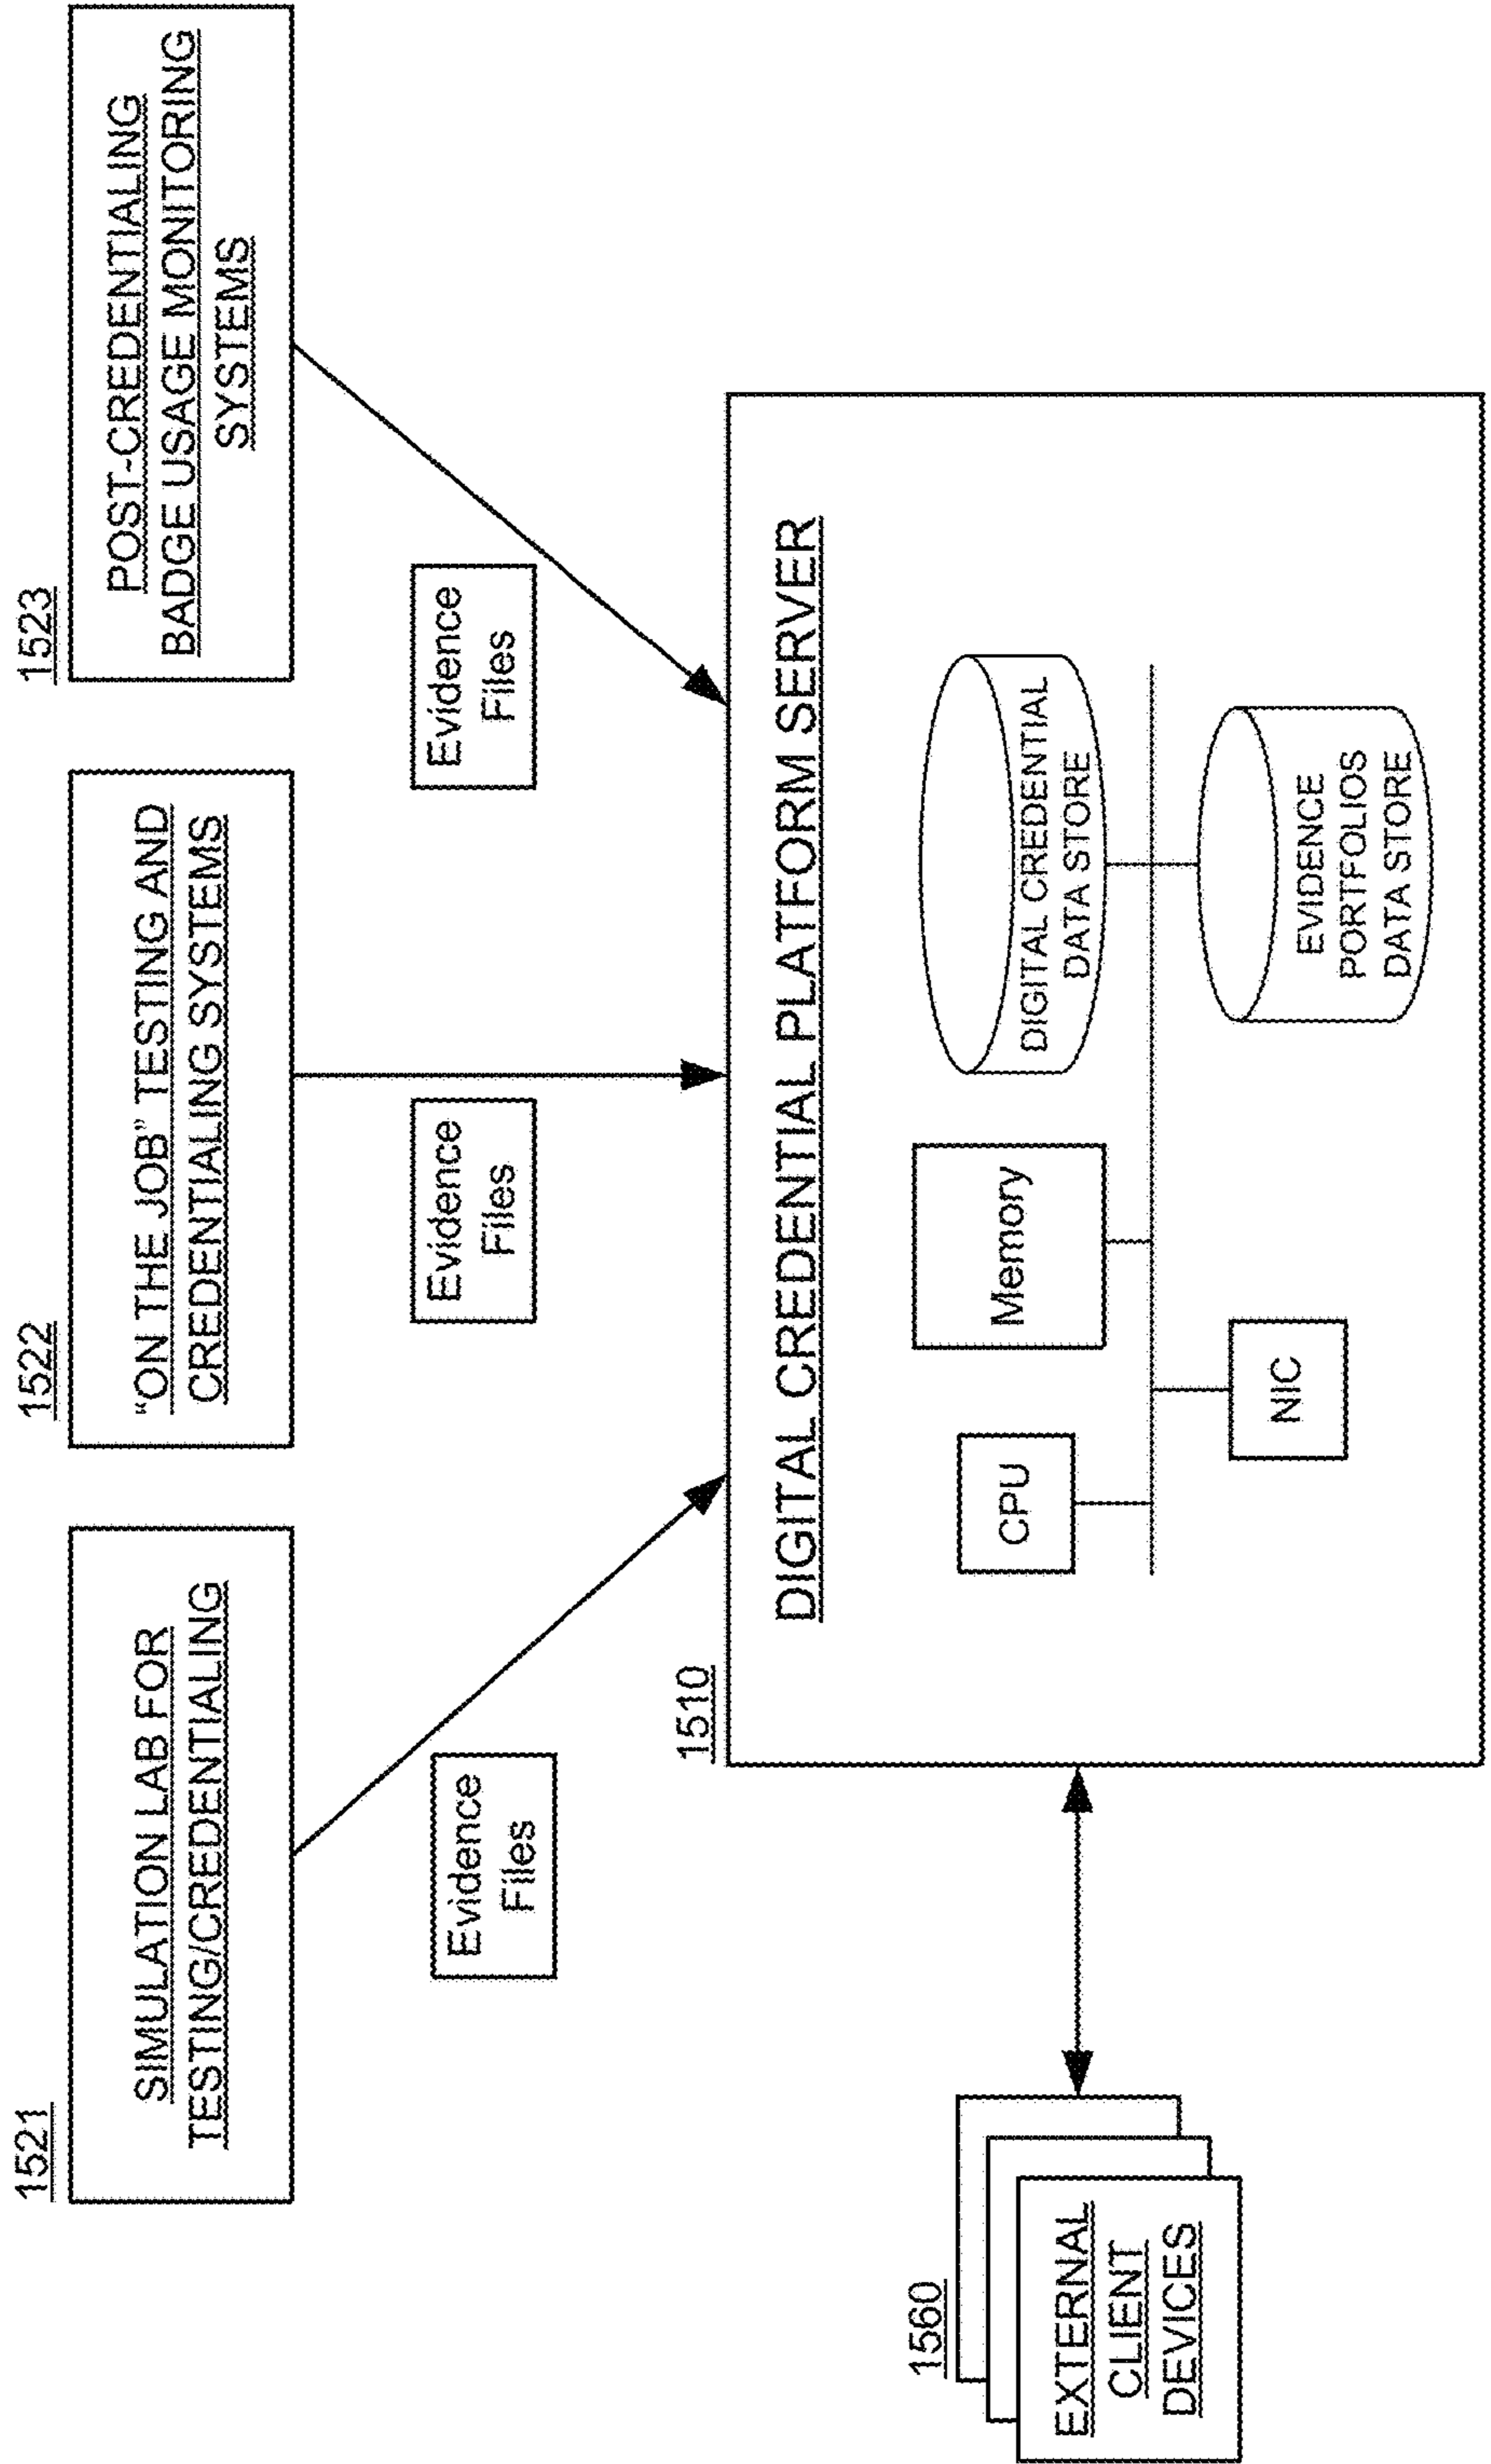 1521
SIMULATION LAB FOR
TESTING/CREDENTIALING
1522
“ON THE JOB” TESTING AND
CREDENTIALING SYSTEMS
1523
POST-CREDENTIALING
BADGE USAGE MONITORING
SYSTEMS
Evidence
Files
Evidence
Files
Evidence
Files
1510
DIGITAL CREDENTIAL PLATFORM SERVER
CPU
Memory
DIGITAL CREDENTIAL
DATA STORE
NIC
EVIDENCE
PORTFOLIOS
DATA STORE
1560
EXTERNAL
CLIENT
DEVICES